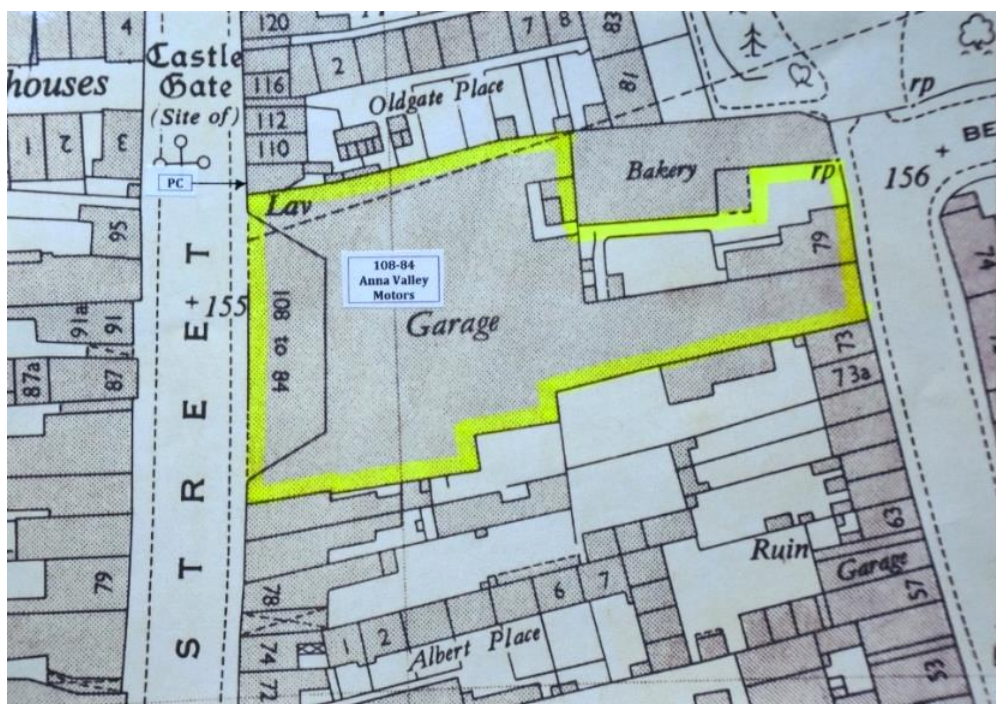 4
120
7
8
83
Castle
Gate
(Site of)
houses
116
2
81
Oldgate Place
rp
112
110
1
2
3
PC
Bakery
rp
156
BE
Lav
95
79
74
108-84
Anna Valley
Motors
155
108 to 84
Garage
91a
91
87a
87
73
73a
STREET
63
Ruin
Garage
57
79
78
6
7
1
2
Albert Place
74
72
53